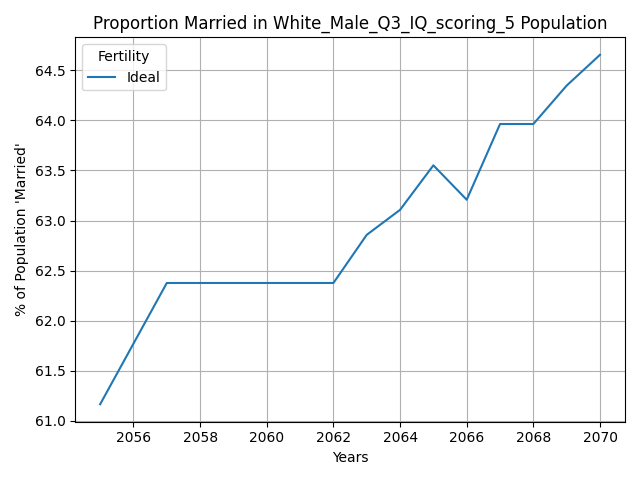 Proportion Married in White_Male_Q3_IQ_scoring_5 Population
Fertility
Ideal
% of Population 'Married'
64.5
64.0
63.5
63.0
62.5
62.0
61.5
61.0
2056 2058 2060 2062 2064 2066 2068 2070
Years